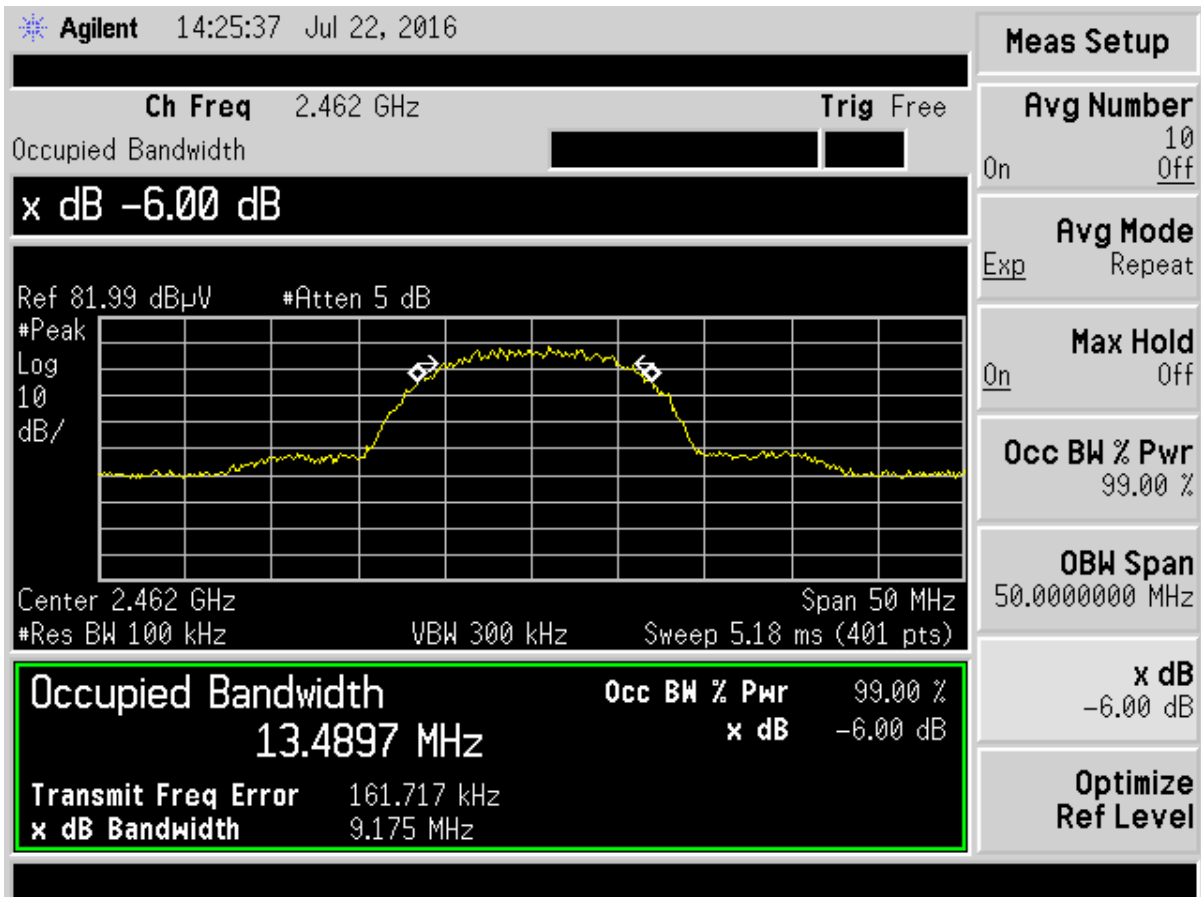 Agilent 14:25:37 Jul 22, 2016
Ch Freq 2.462 GHz Trig Free
Occupied Bandwidth
x dB -6.00 dB
Ref 81.99 dBµV #Atten 5 dB
#Peak
Log
10
dB/
Center 2.462 GHz Span 50 MHz
#Res BW 100 kHz VBW 300 kHz Sweep 5.18 ms (401 pts)
Occupied Bandwidth Occ BW % Pwr 99.00 %
13.4897 MHz x dB -6.00 dB
Transmit Freq Error 161.717 kHz
x dB Bandwidth 9.175 MHz
Meas Setup
Avg Number
10
On Off
Avg Mode
Exp Repeat
Max Hold
On Off
Occ BW % Pwr
99.00 %
OBW Span
50.0000000 MHz
x dB
-6.00 dB
Optimize
Ref Level